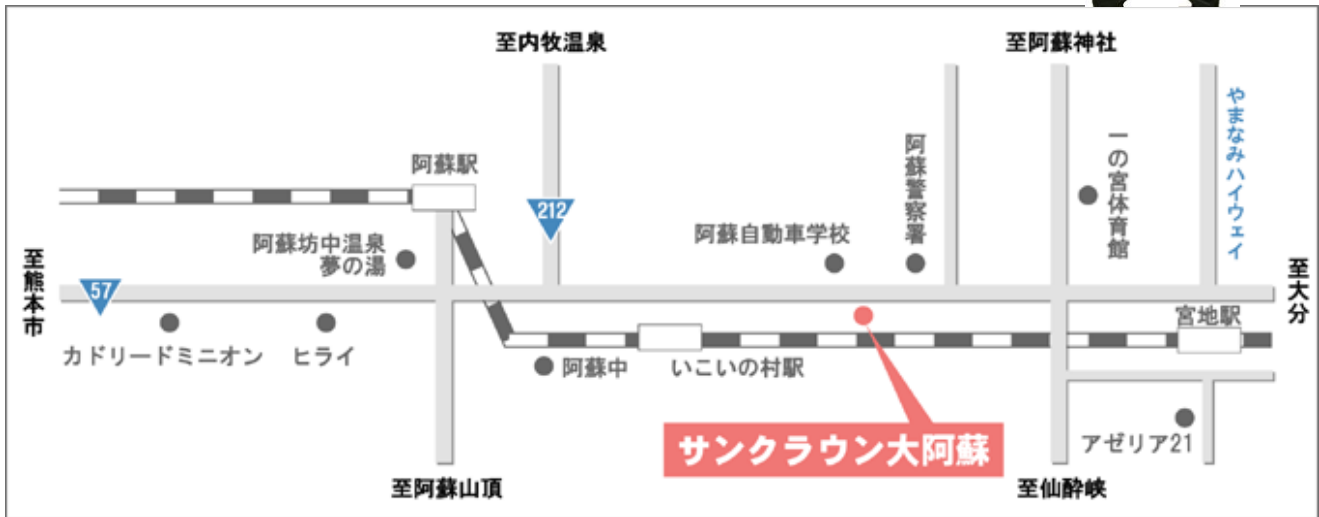 至内牧温泉
至阿蘇神社
やまなみハイウェイ
阿蘇駅
一の宮体育館
阿蘇警察署
212
阿蘇自動車学校
阿蘇坊中温泉
夢の湯
至熊本市
57
至大分
カドリードミニオン
ヒライ
阿蘇中
いこいの村駅
宮地駅
サンクラウン大阿蘇
アゼリア21
至阿蘇山頂
至仙酔峡